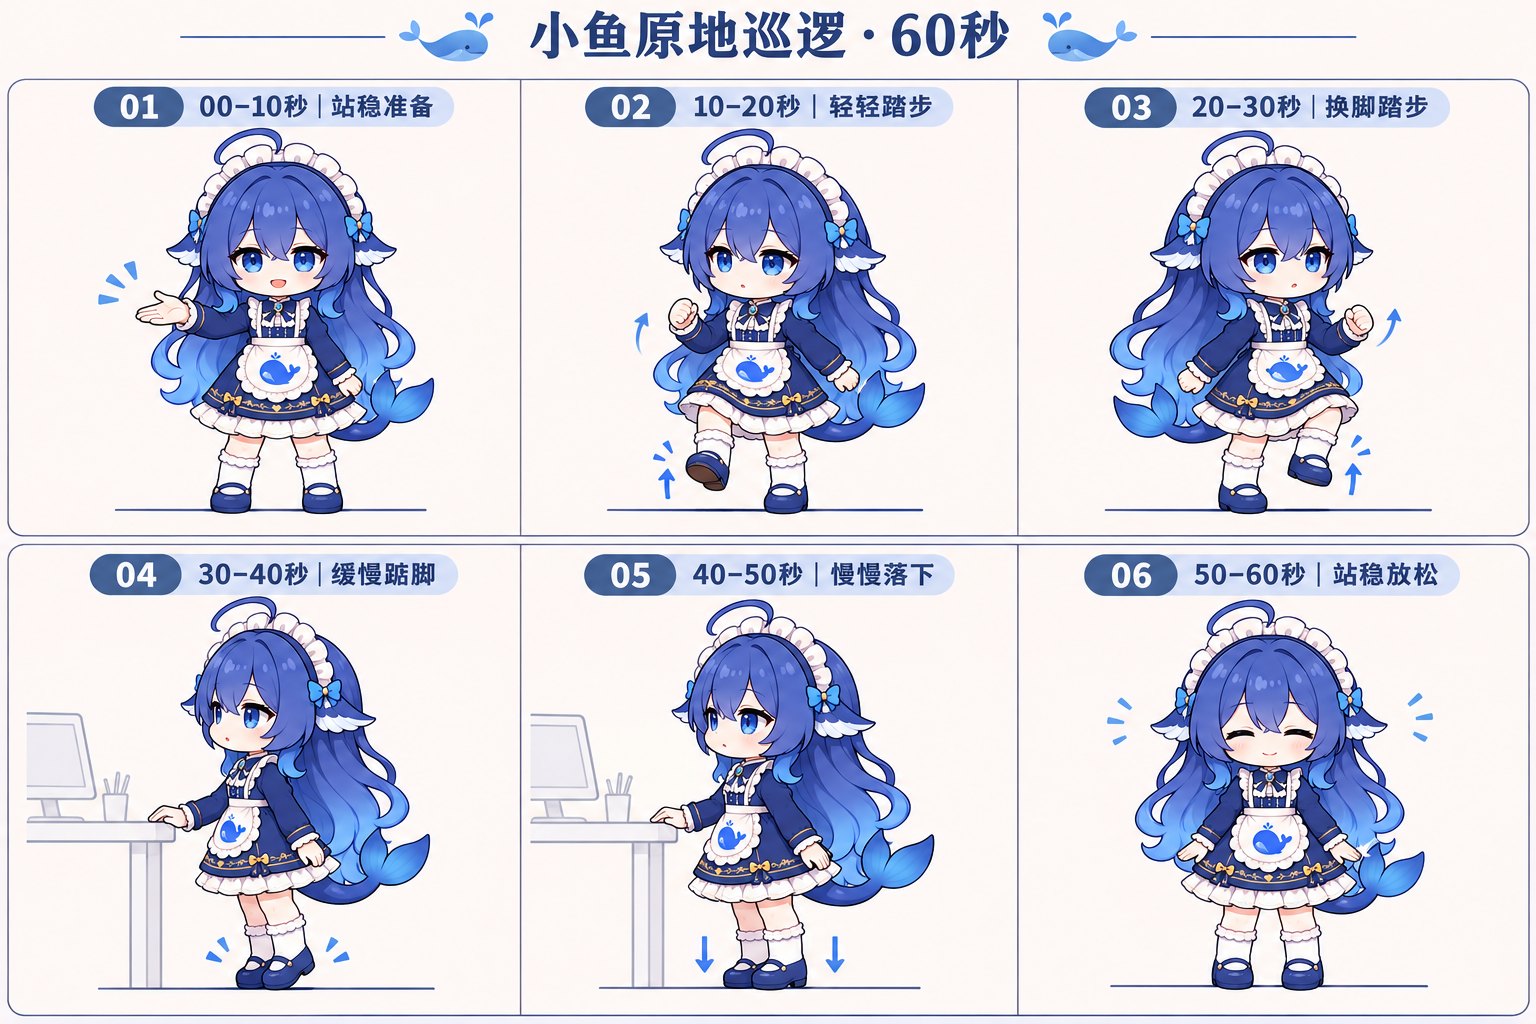 小鱼原地巡逻·60秒
01 00-10秒|站稳准备
02 10-20秒|轻轻踏步
03 20-30秒|换脚踏步
04 30-40秒|缓慢踮脚
05 40-50秒|慢慢落下
06 50-60秒|站稳放松